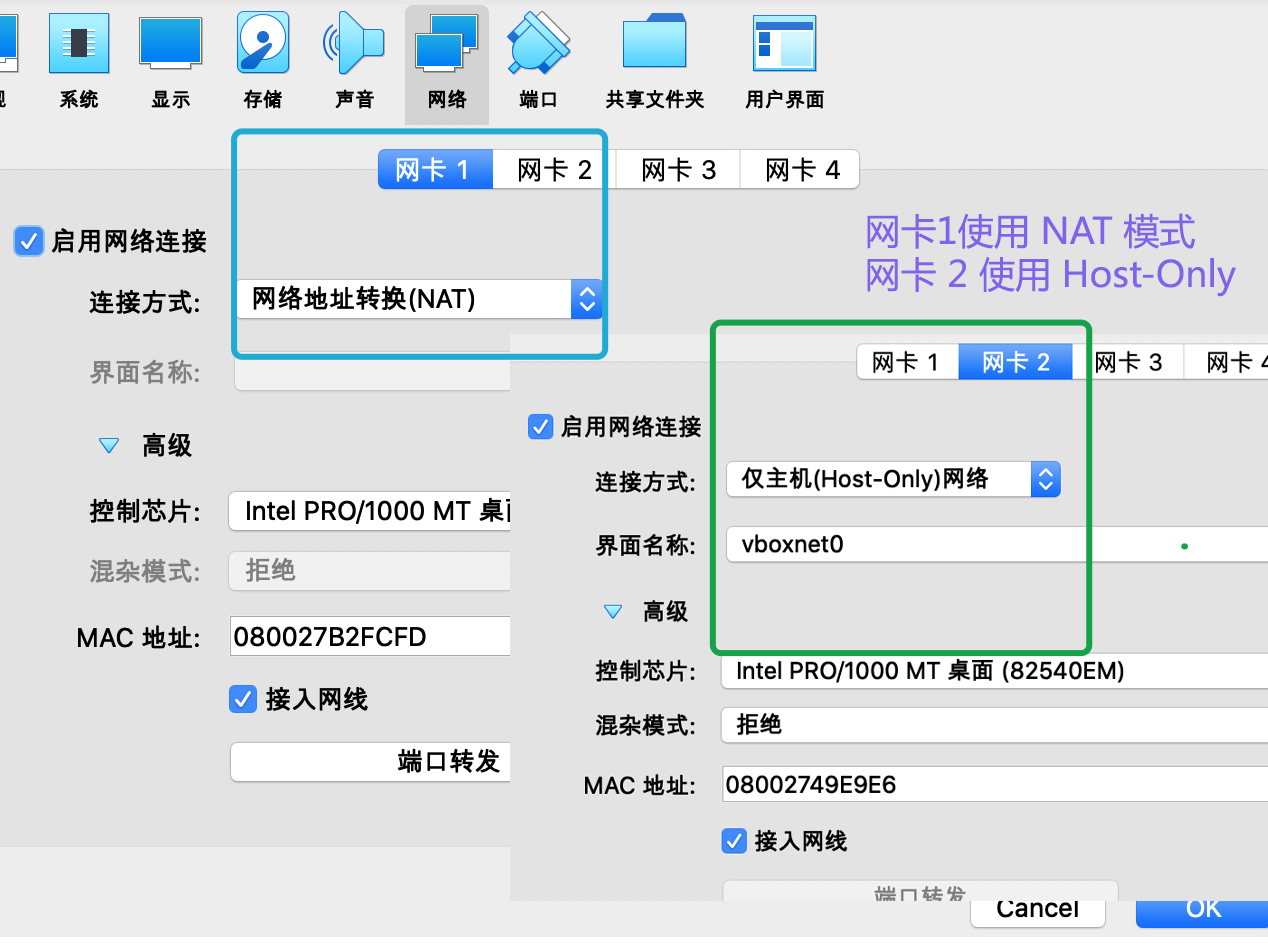 系统
显示
存储
声音
网络
端口
共享文件夹
用户界面
网卡 1
网卡 2
网卡 3
网卡 4
启用网络连接
连接方式:
网络地址转换(NAT)
界面名称:
高级
控制芯片:
Intel PRO/1000 MT 桌面
混杂模式:
拒绝
MAC 地址:
080027B2FCFD
接入网线
端口转发
网卡1使用 NAT 模式
网卡 2 使用 Host-Only
网卡 1
网卡 2
网卡 3
网卡 4
启用网络连接
连接方式:
仅主机(Host-Only)网络
界面名称:
vboxnet0
高级
控制芯片:
Intel PRO/1000 MT 桌面 (82540EM)
混杂模式:
拒绝
MAC 地址:
08002749E9E6
接入网线
端口转发
Cancel
OK